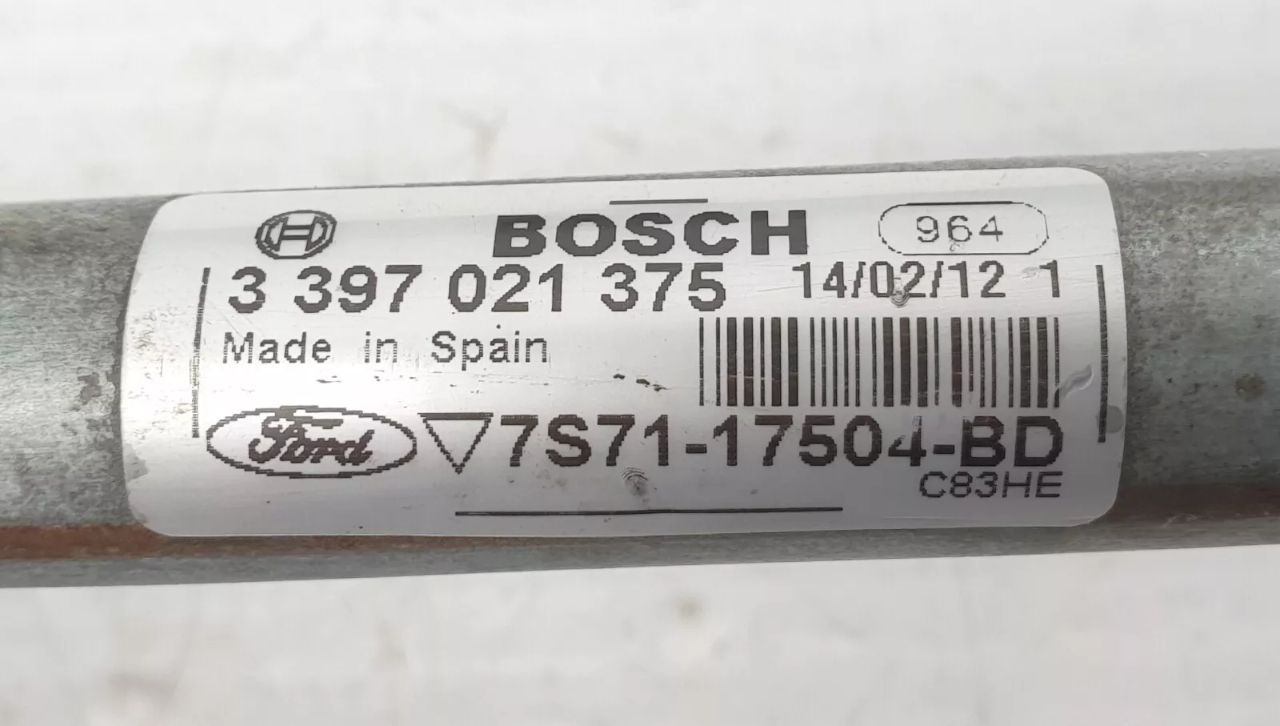 BOSCH 964
3 397 021 375 14/02/12 1
Made in Spain
Ford 7S71-17504-BD
C83HE